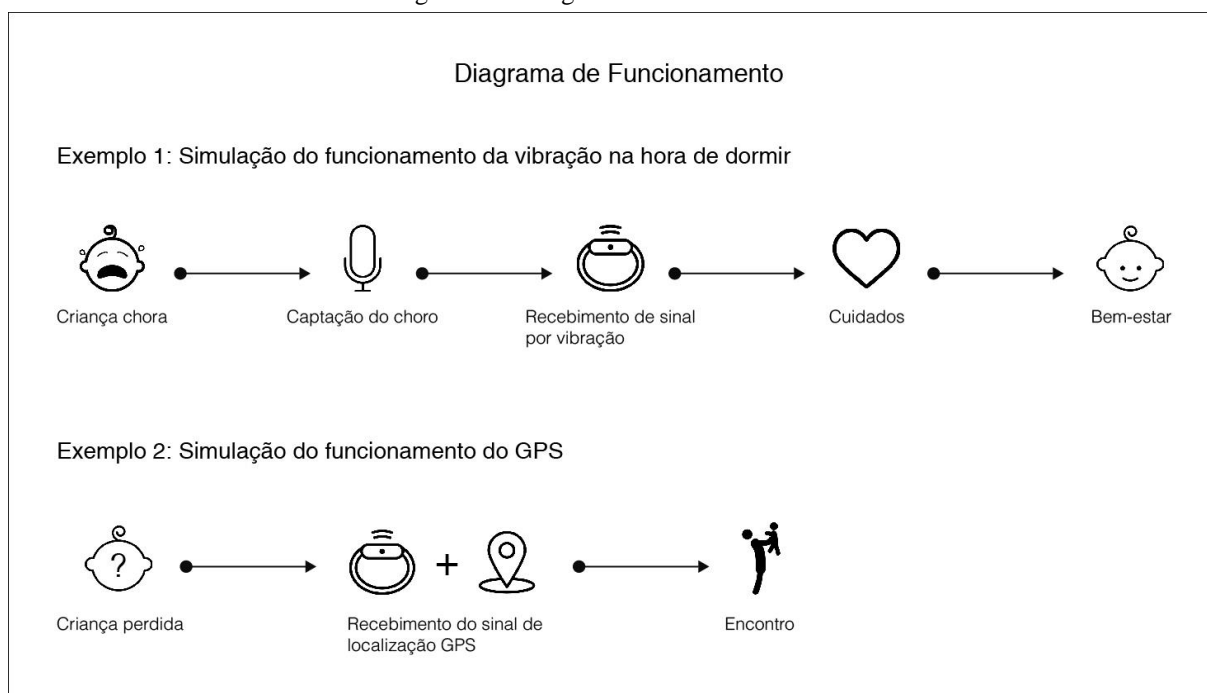 Diagrama de Funcionamento
Exemplo 1: Simulação do funcionamento da vibração na hora de dormir
Criança chora
Captação do choro
Recebimento de sinal
por vibração
Cuidados
Bem-estar
Exemplo 2: Simulação do funcionamento do GPS
?
+
Criança perdida
Recebimento do sinal de
localização GPS
Encontro